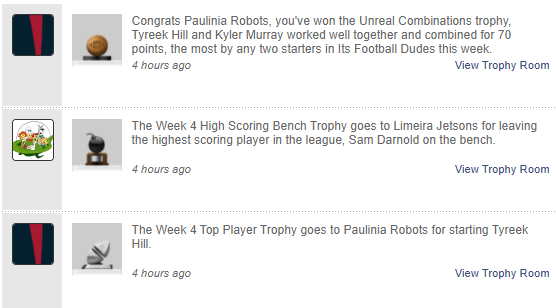 Congrats Paulinia Robots, you've won the Unreal Combinations trophy,
Tyreek Hill and Kyler Murray worked well together and combined for 70
points, the most by any two starters in Its Football Dudes this week.
4 hours ago View Trophy Room
The Week 4 High Scoring Bench Trophy goes to Limeira Jetsons for leaving
the highest scoring player in the league, Sam Darnold on the bench.
4 hours ago View Trophy Room
The Week 4 Top Player Trophy goes to Paulinia Robots for starting Tyreek
Hill.
4 hours ago View Trophy Room